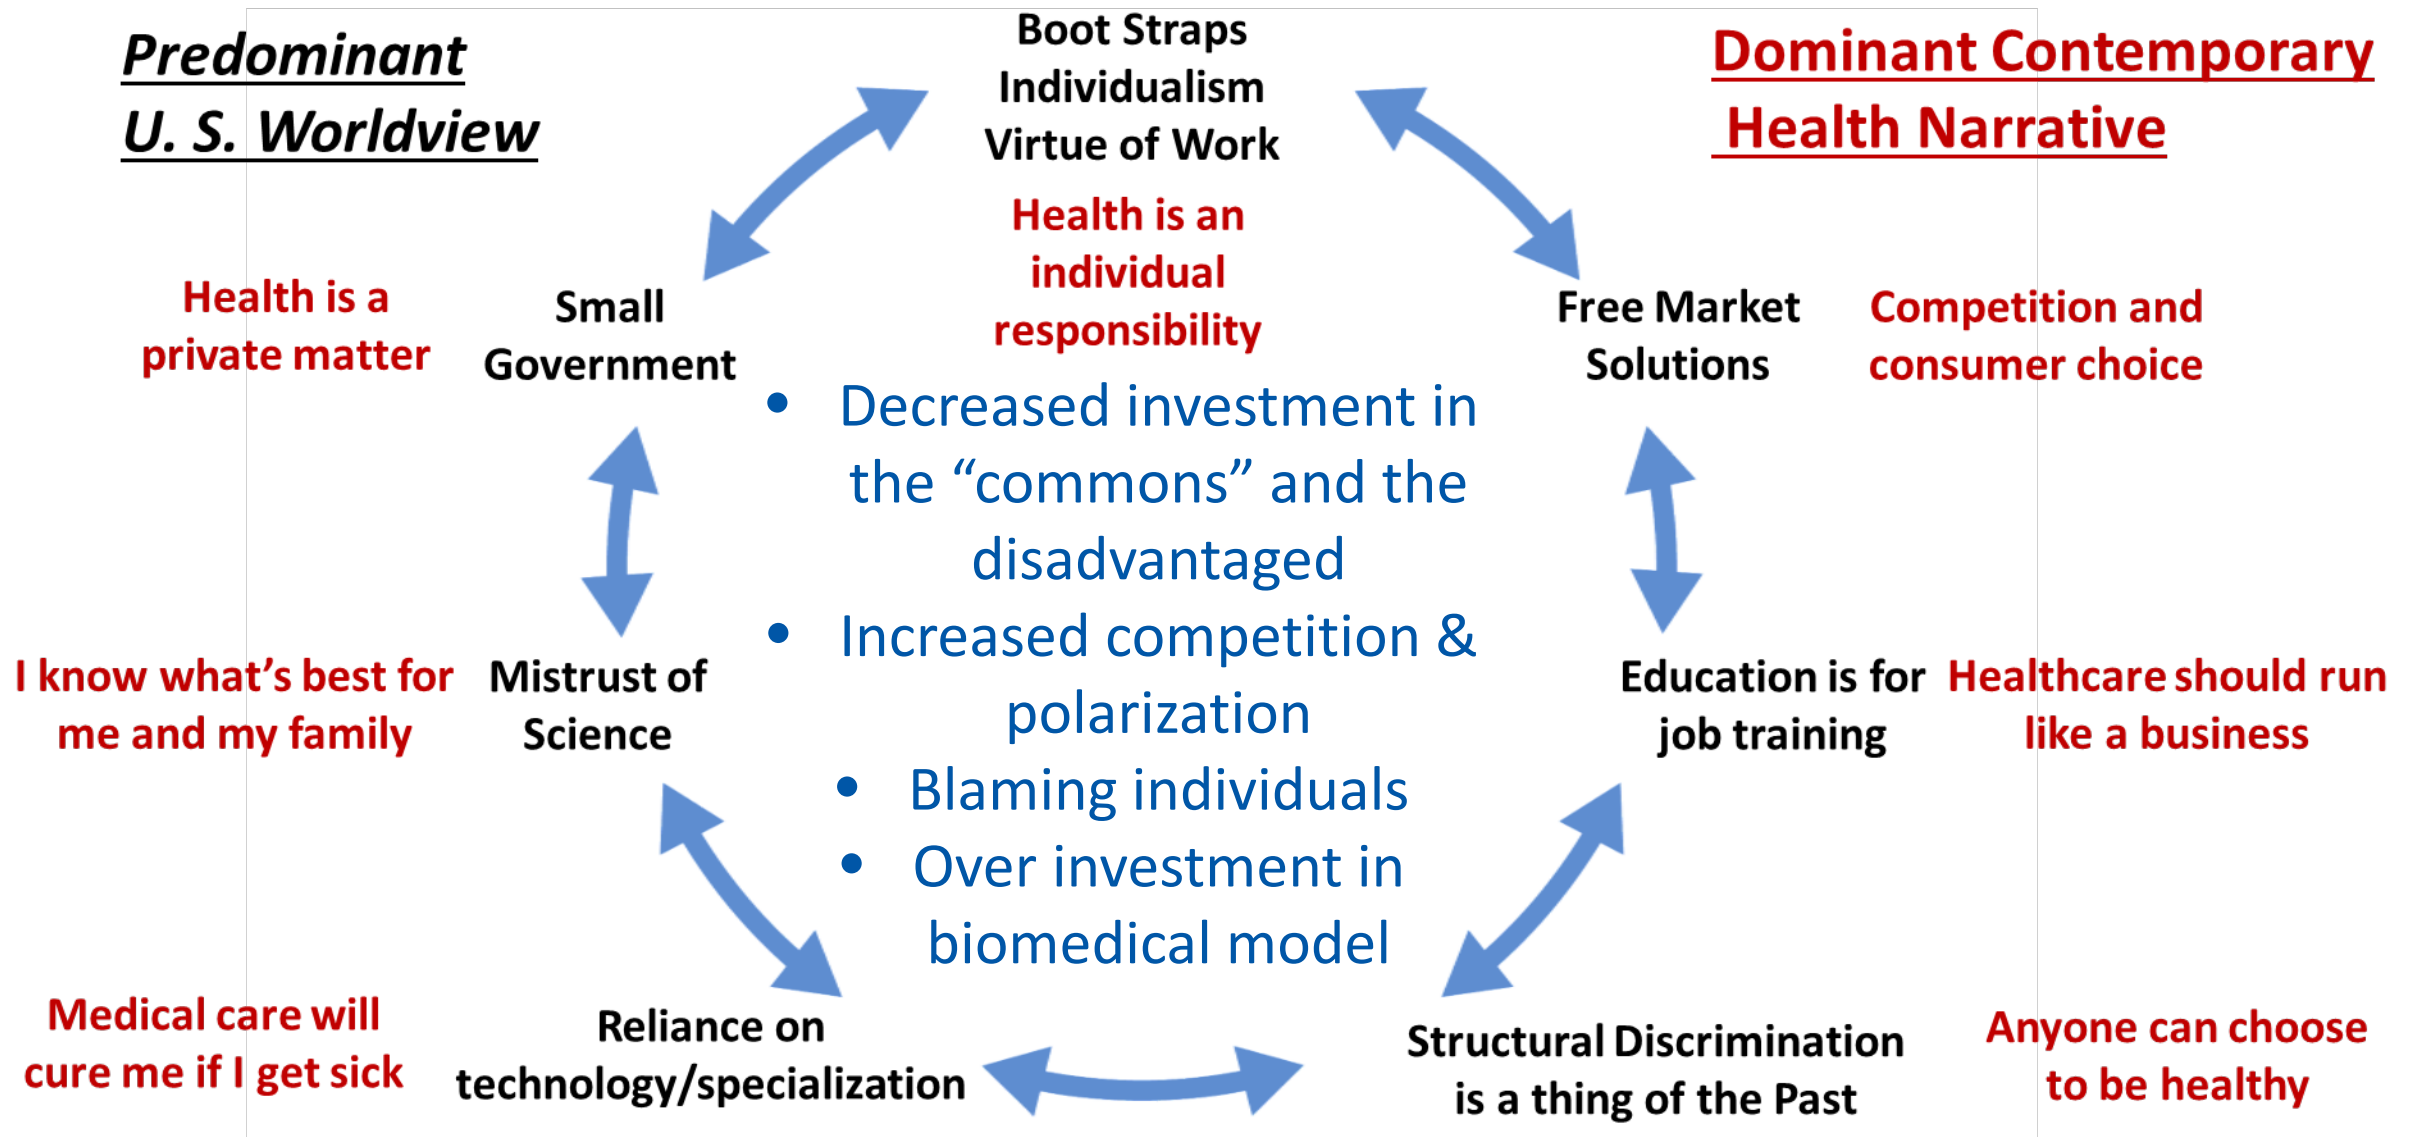 Predominant
U. S. Worldview
Boot Straps
Individualism
Virtue of Work
Health is an
individual
responsibility
Dominant Contemporary
Health Narrative
Health is a
private matter
Small
Government
Free Market
Solutions
Competition and
consumer choice
• Decreased investment in
the “commons” and the
disadvantaged
• Increased competition &
polarization
• Blaming individuals
• Over investment in
biomedical model
I know what’s best for
me and my family
Mistrust of
Science
Education is for
job training
Healthcare should run
like a business
Medical care will
cure me if I get sick
Reliance on
technology/specialization
Structural Discrimination
is a thing of the Past
Anyone can choose
to be healthy